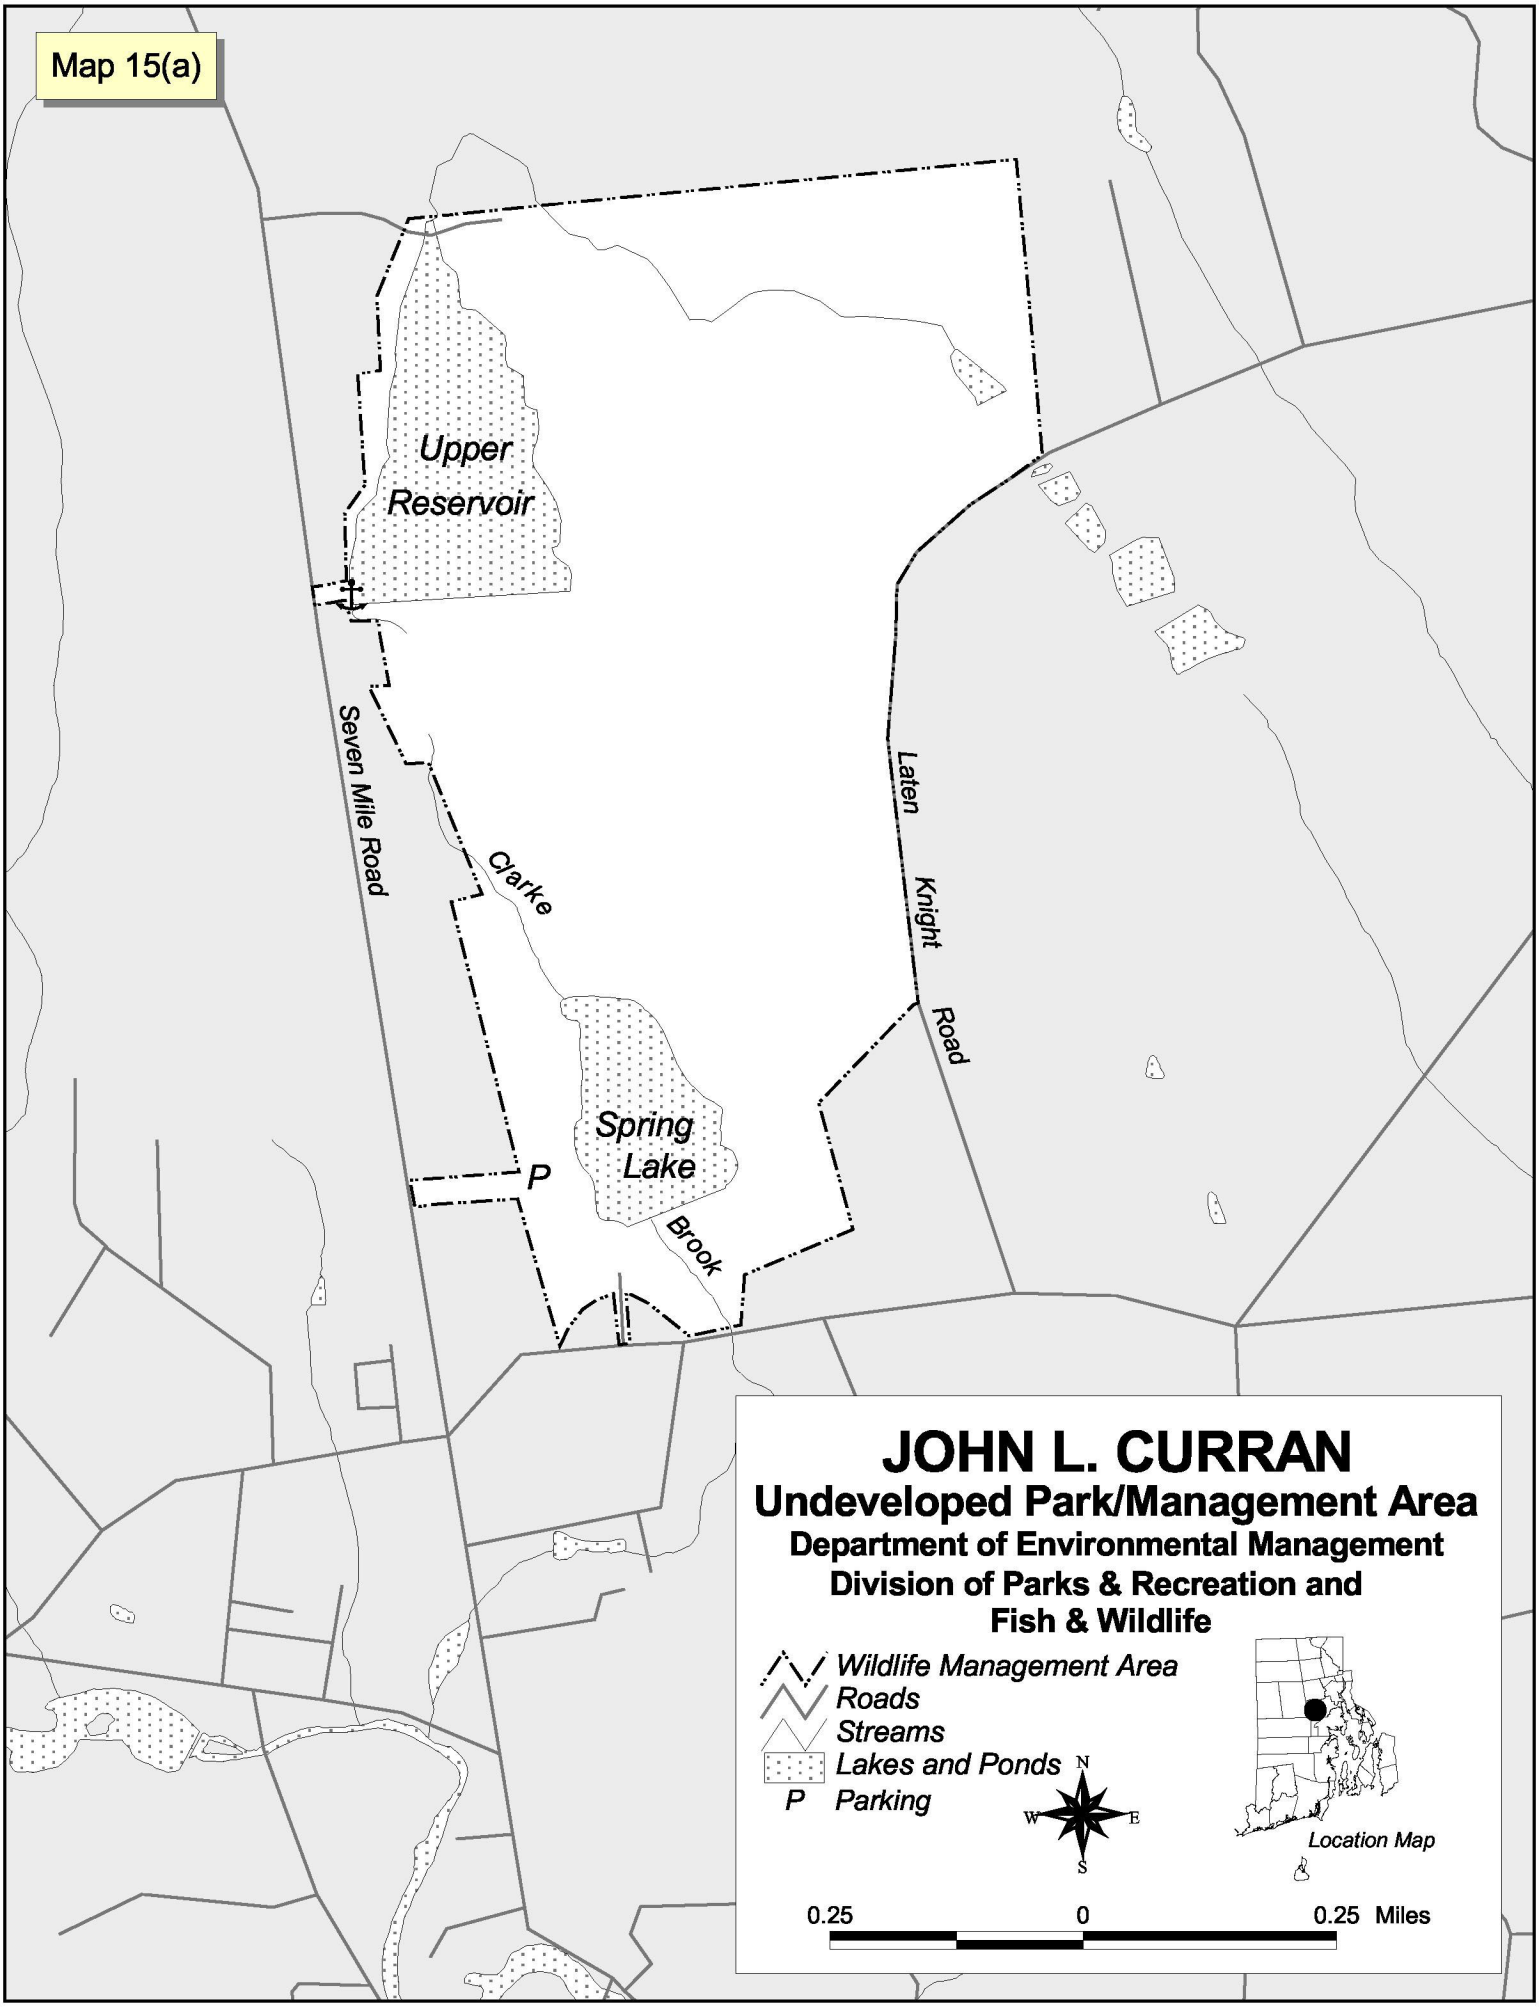 Map 15(a)
Upper
Reservoir
Seven Mile Road
Laten
Knight
Road
Clarke
Brook
Spring
Lake
P
JOHN L. CURRAN
Undeveloped Park/Management Area
Department of Environmental Management
Division of Parks & Recreation and
Fish & Wildlife
Wildlife Management Area
Roads
Streams
Lakes and Ponds
P Parking
N
W E
S
Location Map
0.25 0 0.25 Miles